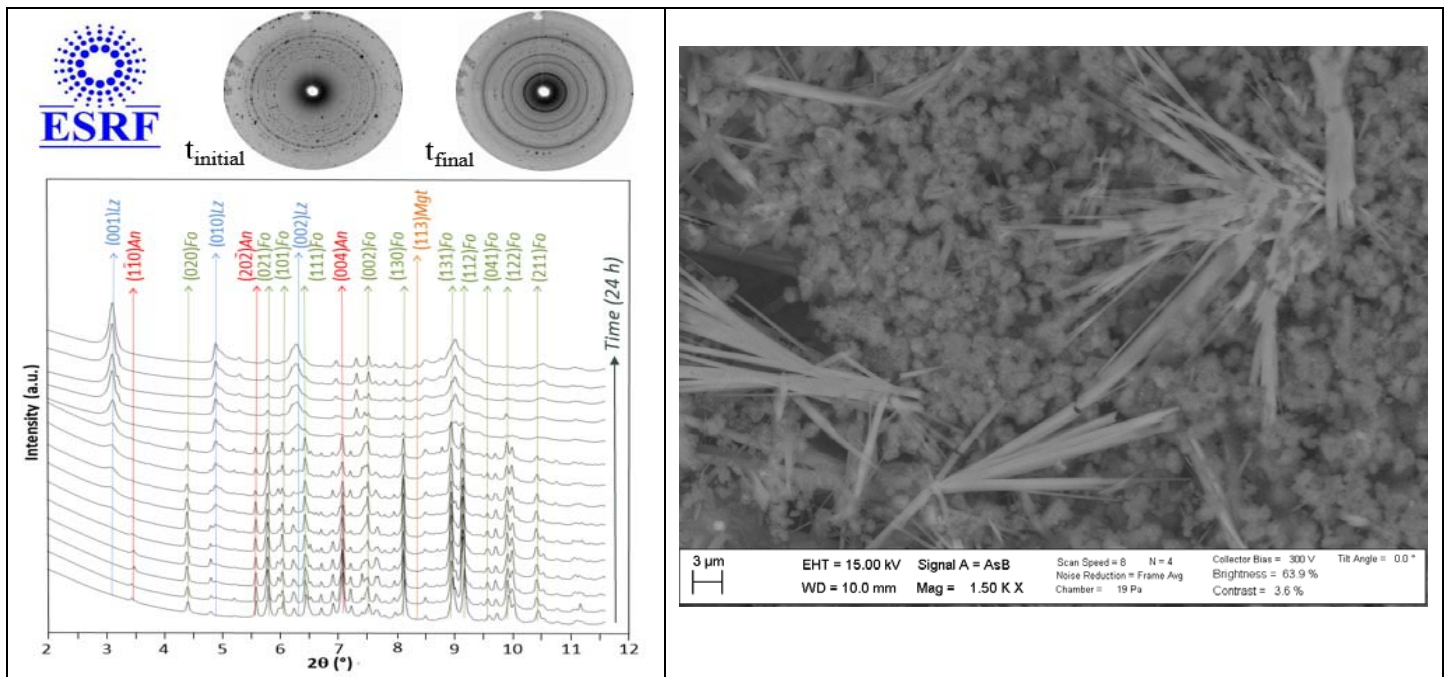 ESRF
t initial
t final
(001)Lz
(1̄10)An
(020)Fo
(010)Lz
(202̄)An
(021)Fo
(101)Fo
(002)Lz
(111)Fo
(004)An
(002)Fo
(130)Fo
(113)Mgt
(131)Fo
(112)Fo
(041)Fo
(122)Fo
(211)Fo
Time (24 h)
Intensity (a.u.)
2 3 4 5 6 7 8 9 10 11 12
2θ (°)
3 μm
EHT = 15.00 kV Signal A = AsB
WD = 10.0 mm Mag = 1.50 K X
Scan Speed = 8 N = 4
Noise Reduction = Frame Avg
Chamber = 19 Pa
Collector Bias = 300 V Tilt Angle = 0.0 °
Brightness = 63.9 %
Contrast = 3.6 %